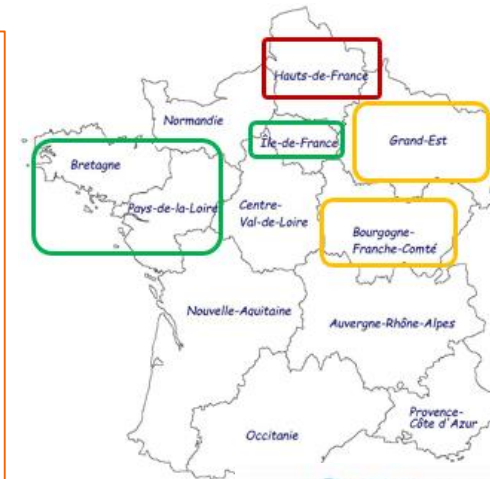 Hauts-de-France
Normandie
Île-de-France
Grand-Est
Bretagne
Pays-de-la-Loire
Centre-
Val-de-Loire
Bourgogne-
Franche-Comté
Nouvelle-Aquitaine
Auvergne-Rhône-Alpes
Provence-
Côte d'Azur
Occitanie